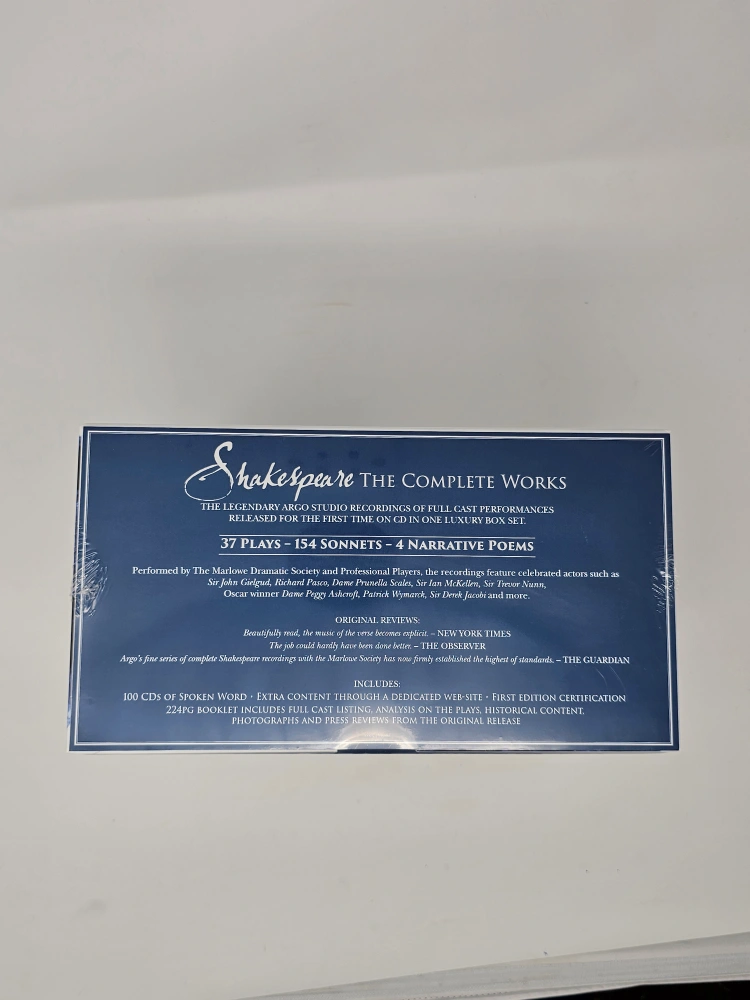 Shakespeare THE COMPLETE WORKS
THE LEGENDARY ARGO STUDIO RECORDINGS OF FULL CAST PERFORMANCES
RELEASED FOR THE FIRST TIME ON CD IN ONE LUXURY BOX SET.
37 PLAYS – 154 SONNETS – 4 NARRATIVE POEMS
Performed by The Marlowe Dramatic Society and Professional Players, the recordings feature celebrated actors such as
Sir John Gielgud, Richard Pasco, Dame Prunella Scales, Sir Ian McKellen, Sir Trevor Nunn,
Oscar winner Dame Peggy Ashcroft, Patrick Wymarck, Sir Derek Jacobi and more.
ORIGINAL REVIEWS:
Beautifully read, the music of the verse becomes explicit. – NEW YORK TIMES
The job could hardly have been done better. – THE OBSERVER
Argo's fine series of complete Shakespeare recordings with the Marlowe Society has now firmly established the highest of standards. – THE GUARDIAN
INCLUDES:
100 CDS OF SPOKEN WORD • EXTRA CONTENT THROUGH A DEDICATED WEB-SITE • FIRST EDITION CERTIFICATION
224PG BOOKLET INCLUDES FULL CAST LISTING, ANALYSIS ON THE PLAYS, HISTORICAL CONTENT,
PHOTOGRAPHS AND PRESS REVIEWS FROM THE ORIGINAL RELEASE